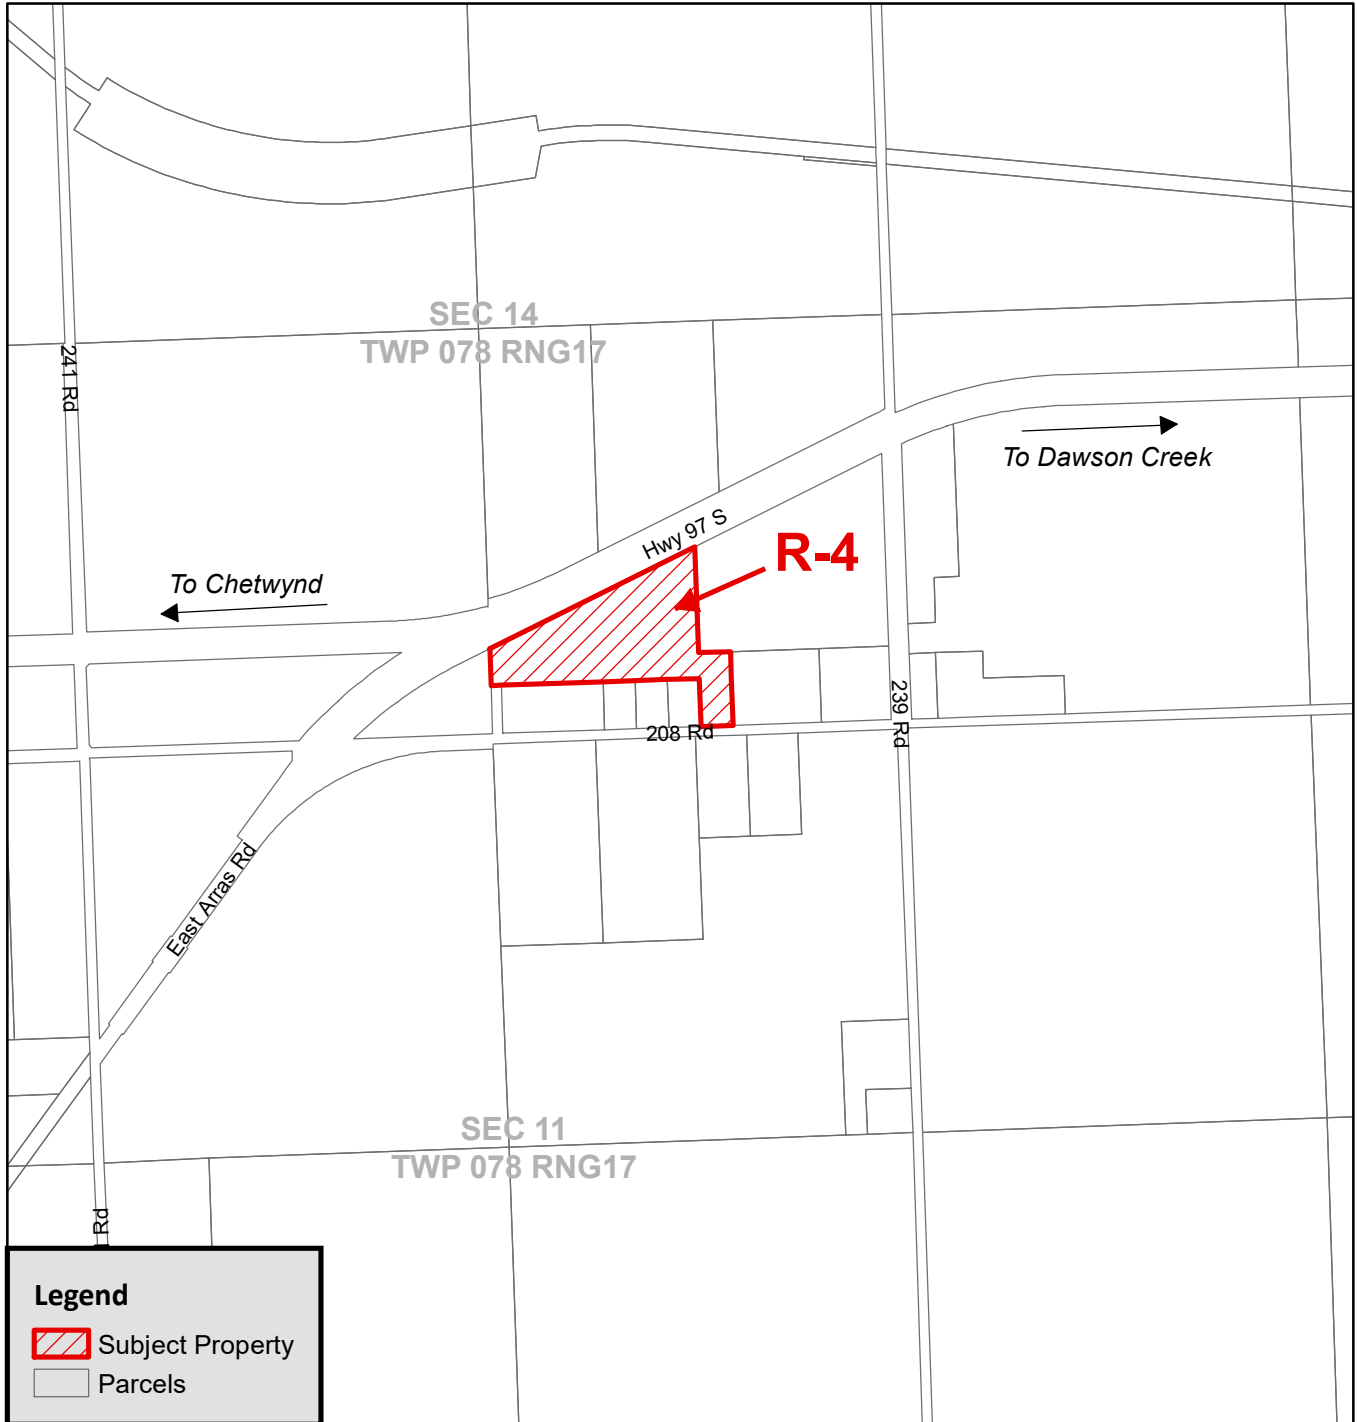 SEC 14
TWP 078 RNG17
241 Rd
To Dawson Creek
Hwy 97 S
R-4
To Chetwynd
239 Rd
208 Rd
East Arras Rd
SEC 11
TWP 078 RNG17
Rd
Legend
Subject Property
Parcels